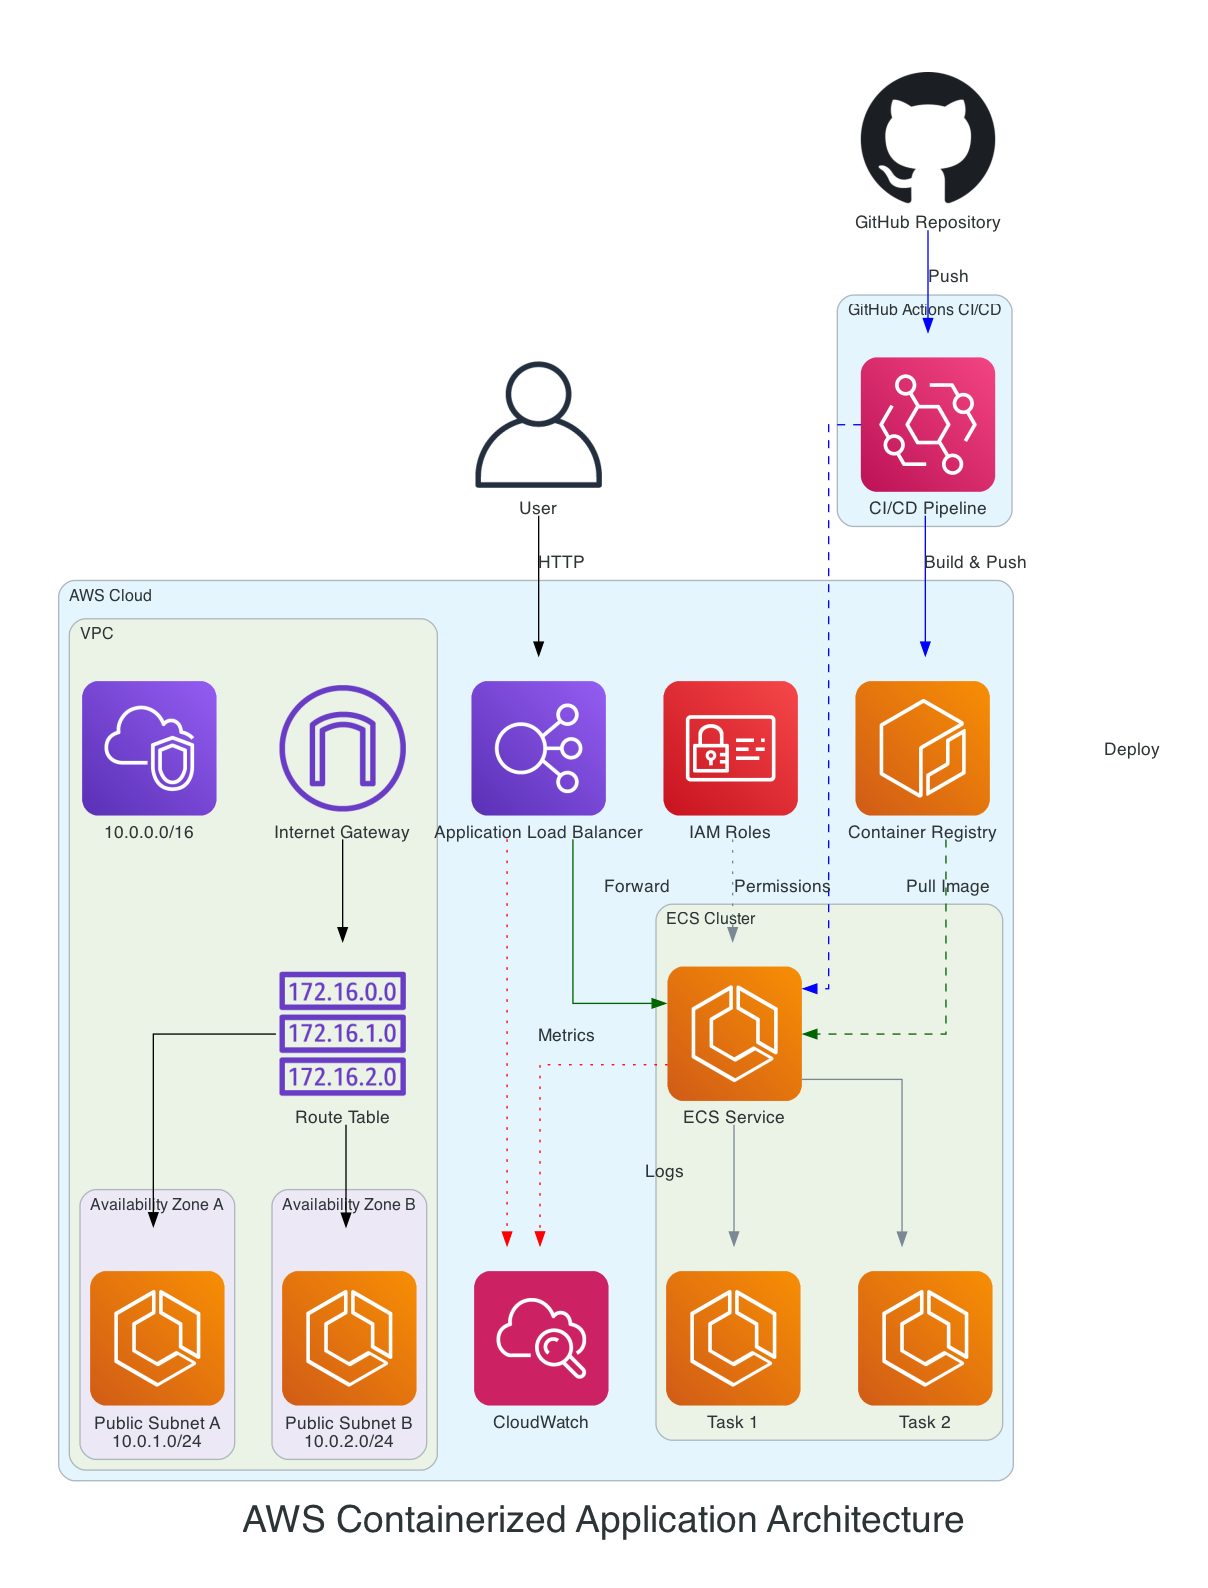 GitHub Repository
Push
GitHub Actions CI/CD
CI/CD Pipeline
User
HTTP
Build & Push
AWS Cloud
VPC
10.0.0.0/16
Internet Gateway
Application Load Balancer
IAM Roles
Container Registry
Deploy
Forward
Permissions
Pull Image
ECS Cluster
172.16.0.0
172.16.1.0
172.16.2.0
Route Table
Metrics
ECS Service
Logs
Availability Zone A
Availability Zone B
Public Subnet A
10.0.1.0/24
Public Subnet B
10.0.2.0/24
CloudWatch
Task 1
Task 2
AWS Containerized Application Architecture